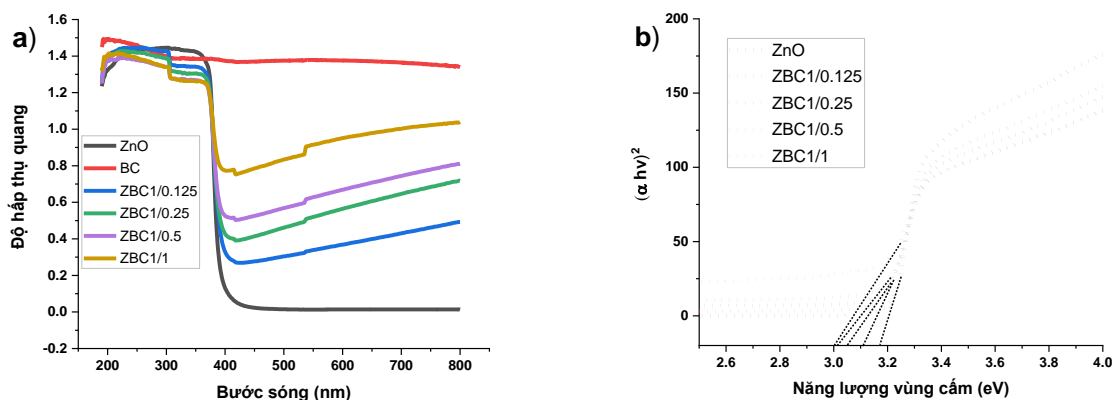 a)
Độ hấp thụ quang
1.6
1.4
1.2
1.0
0.8
0.6
0.4
0.2
0.0
-0.2
ZnO
BC
ZBC1/0.125
ZBC1/0.25
ZBC1/0.5
ZBC1/1
200 300 400 500 600 700 800
Bước sóng (nm)
b)
(α hv)²
200
150
100
50
0
ZnO
ZBC1/0.125
ZBC1/0.25
ZBC1/0.5
ZBC1/1
2.6 2.8 3.0 3.2 3.4 3.6 3.8 4.0
Năng lượng vùng cấm (eV)